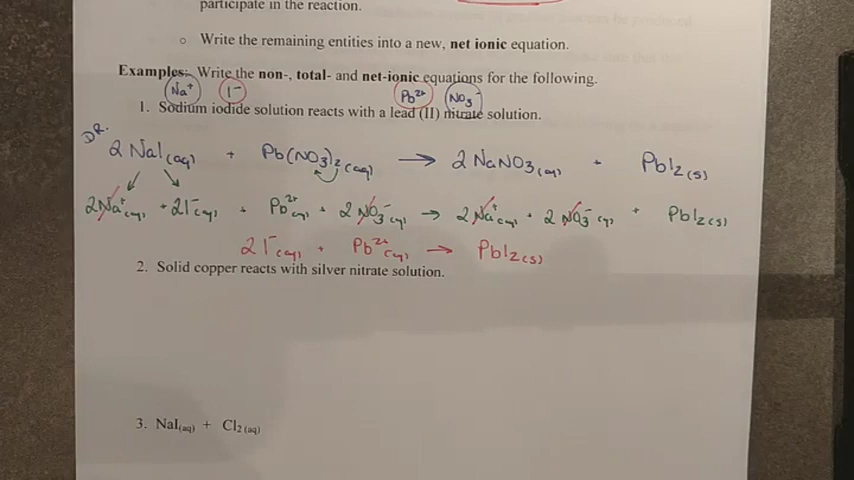 participate in the reaction.
○ Write the remaining entities into a new, net ionic equation.
Examples: Write the non-, total- and net-ionic equations for the following.
Na⁺ I⁻ Pb²⁺ NO₃⁻
1. Sodium iodide solution reacts with a lead (II) nitrate solution.
DR.
2 NaI(aq) + Pb(NO₃)₂(aq) → 2 NaNO₃(aq) + PbI₂(s)
2Na⁺(aq) + 2I⁻(aq) + Pb²⁺(aq) + 2NO₃⁻(aq) → 2Na⁺(aq) + 2NO₃⁻(aq) + PbI₂(s)
2I⁻(aq) + Pb²⁺(aq) → PbI₂(s)
2. Solid copper reacts with silver nitrate solution.
3. NaI(aq) + Cl₂(aq)